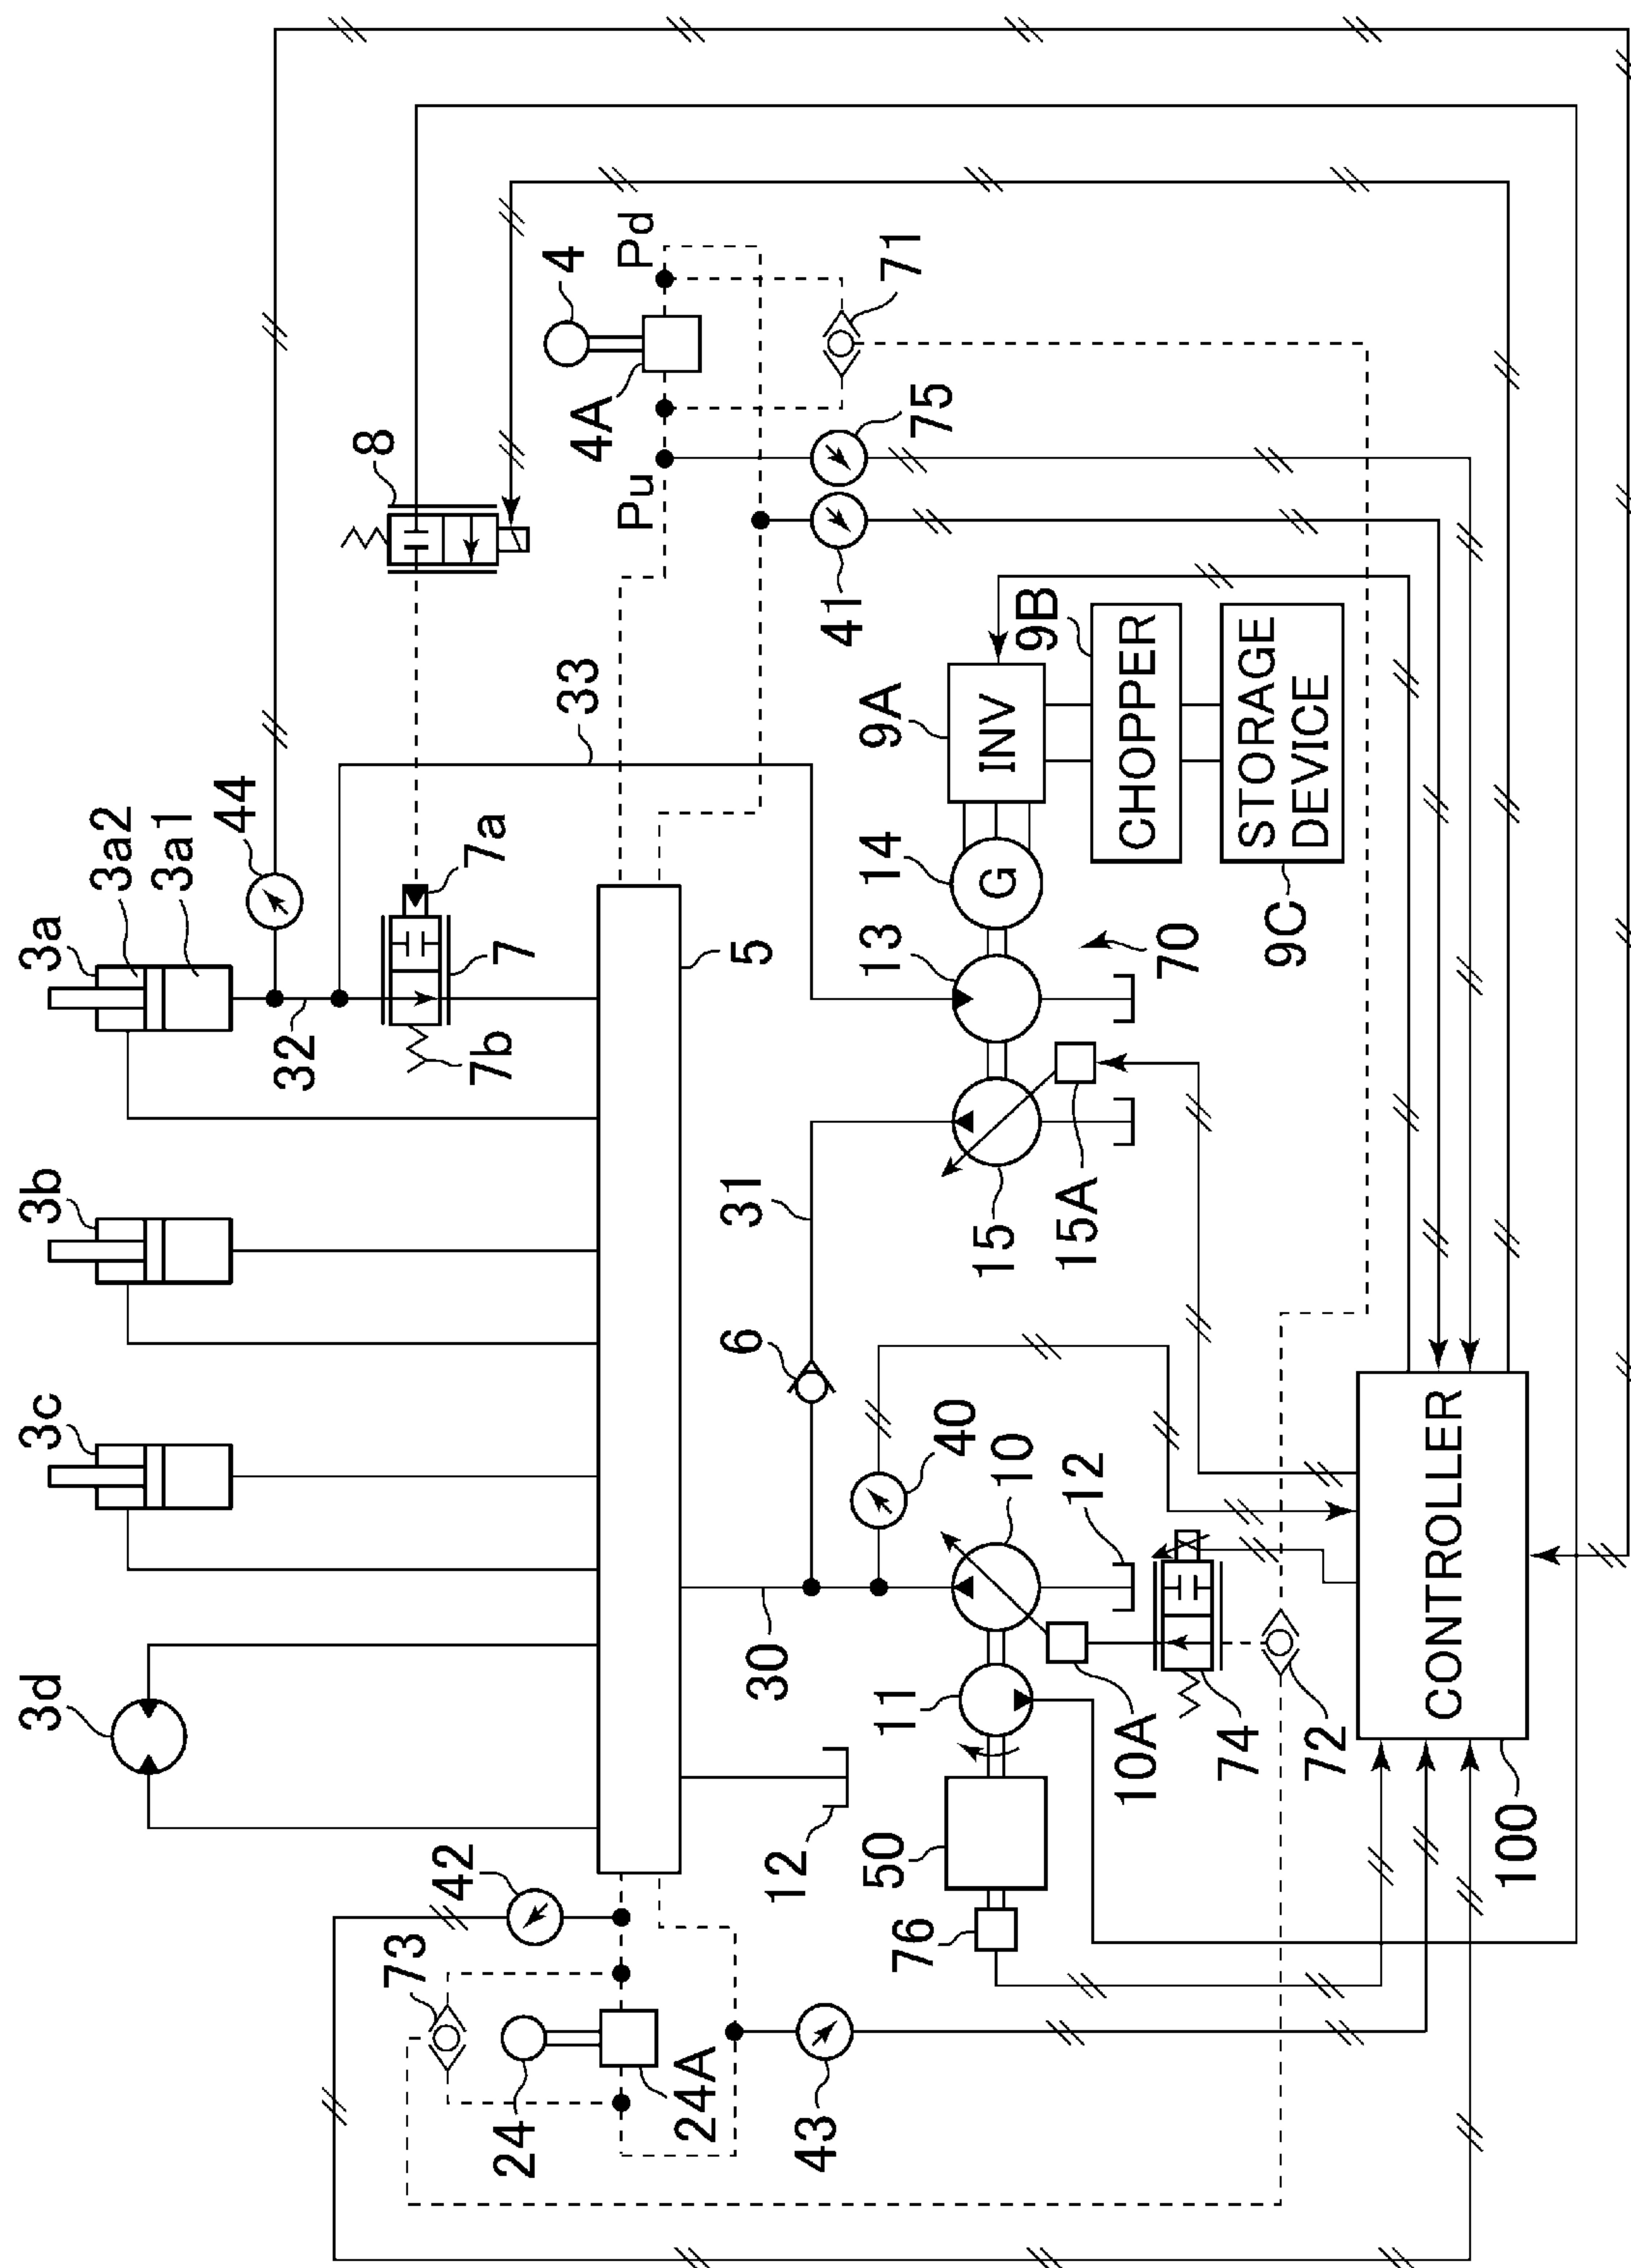 3a
3a2
3a1
44
32
7b
7
7a
8
33
3b
3c
3d
5
4
4A
Pu
Pd
71
75
41
9A
INV
9B
CHOPPER
STORAGE
DEVICE
9C
14
G
13
70
15
15A
31
6
40
10
12
30
11
10A
74
72
12
50
76
42
73
24
24A
43
CONTROLLER
100